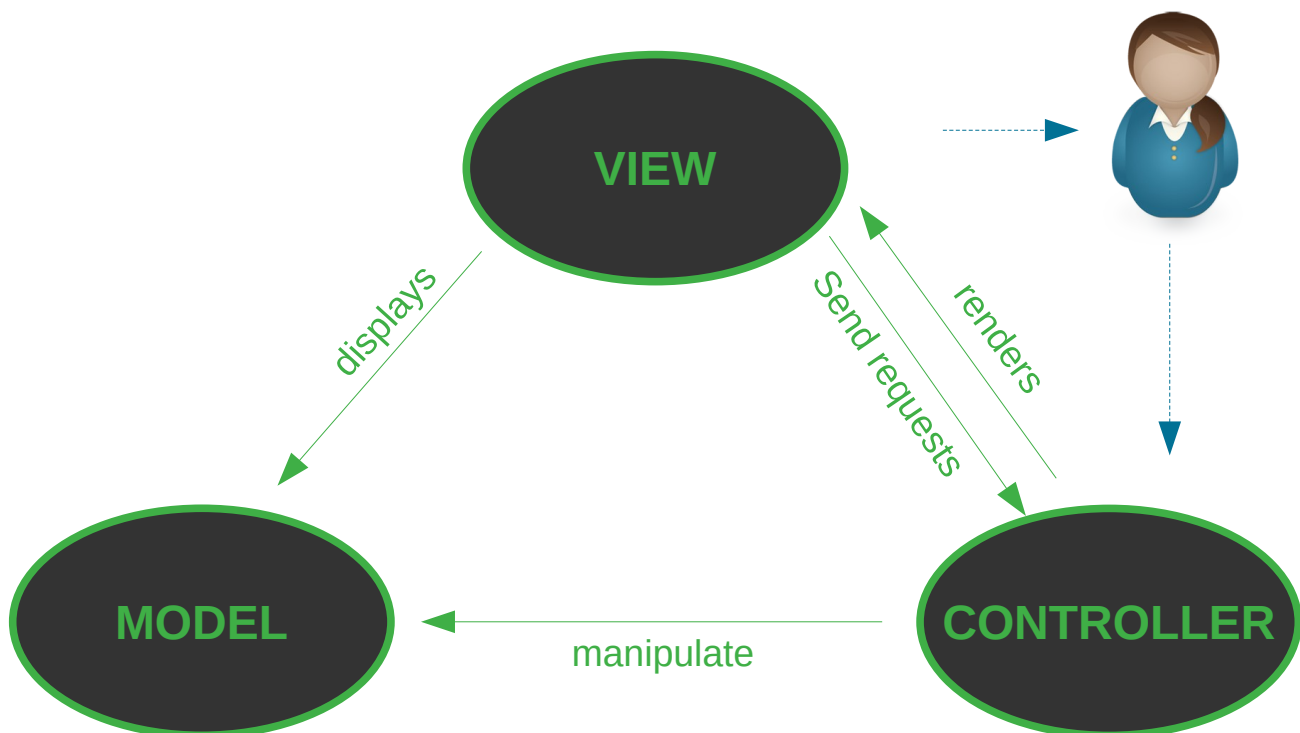 VIEW
displays
Send requests
renders
MODEL
CONTROLLER
manipulate